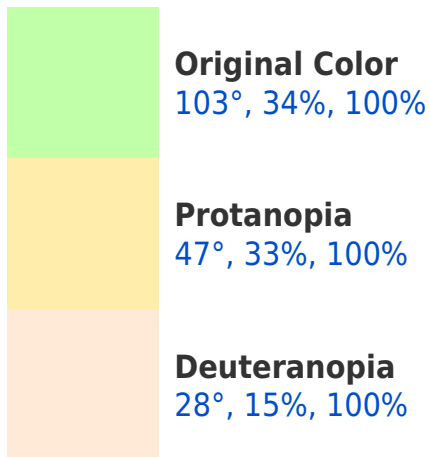 Original Color
103°, 34%, 100%
Protanopia
47°, 33%, 100%
Deuteranopia
28°, 15%, 100%